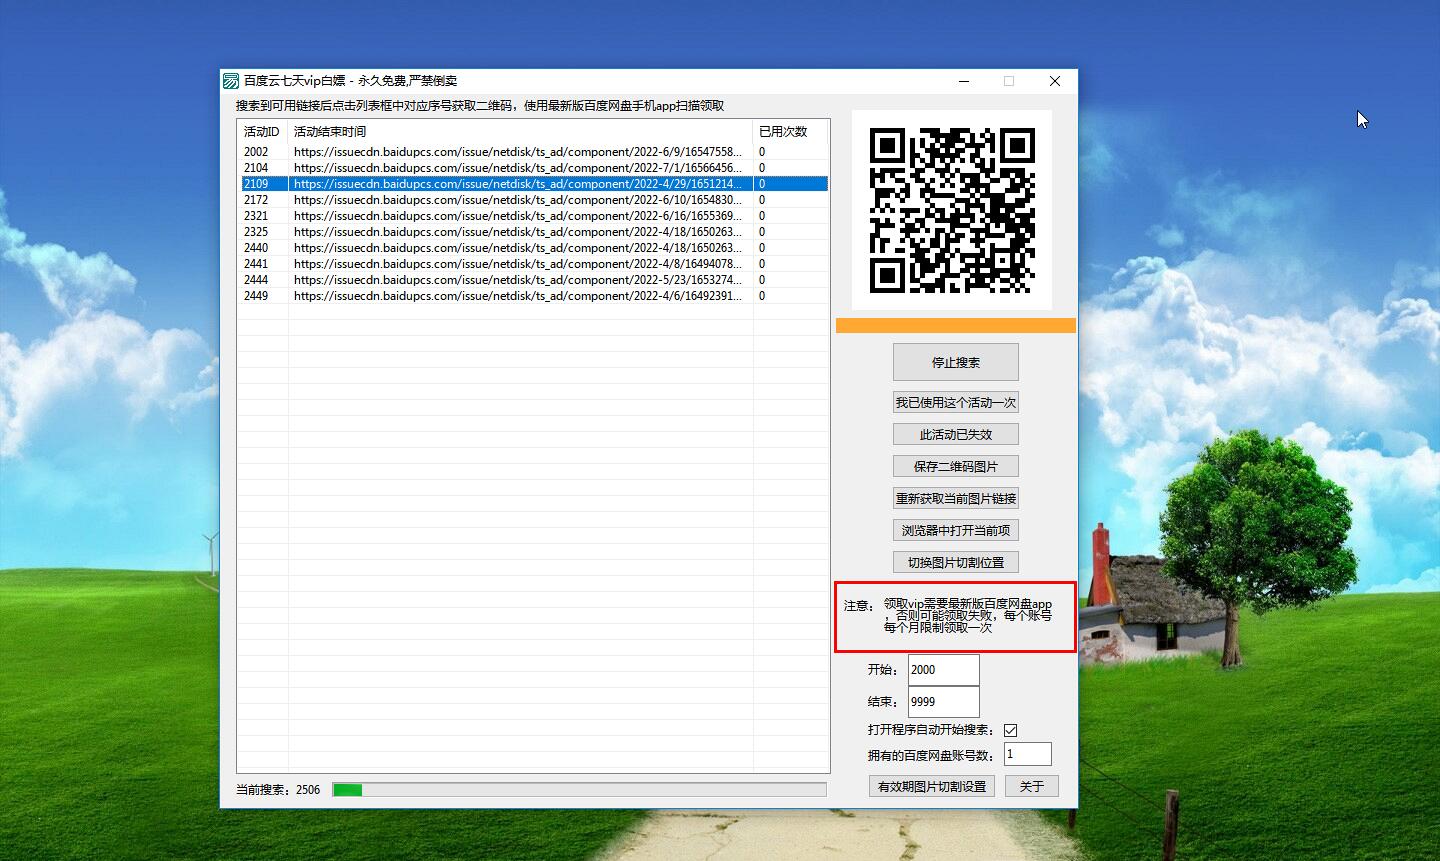 百度云七天vip白嫖 - 永久免费,严禁倒卖
搜索到可用链接后点击列表框中对应序号获取二维码，使用最新版百度网盘手机app扫描领取
活动ID 活动结束时间 已用次数
2002 https://issuecdn.baidupcs.com/issue/netdisk/ts_ad/component/2022-6/9/16547558... 0
2104 https://issuecdn.baidupcs.com/issue/netdisk/ts_ad/component/2022-7/1/16566456... 0
2109 https://issuecdn.baidupcs.com/issue/netdisk/ts_ad/component/2022-4/29/1651214... 0
2172 https://issuecdn.baidupcs.com/issue/netdisk/ts_ad/component/2022-6/10/1654830... 0
2321 https://issuecdn.baidupcs.com/issue/netdisk/ts_ad/component/2022-6/16/1655369... 0
2325 https://issuecdn.baidupcs.com/issue/netdisk/ts_ad/component/2022-4/18/1650263... 0
2440 https://issuecdn.baidupcs.com/issue/netdisk/ts_ad/component/2022-4/18/1650263... 0
2441 https://issuecdn.baidupcs.com/issue/netdisk/ts_ad/component/2022-4/8/16494078... 0
2444 https://issuecdn.baidupcs.com/issue/netdisk/ts_ad/component/2022-5/23/1653274... 0
2449 https://issuecdn.baidupcs.com/issue/netdisk/ts_ad/component/2022-4/6/16492391... 0
停止搜索
我已使用这个活动一次
此活动已失效
保存二维码图片
重新获取当前图片链接
浏览器中打开当前项
切换图片切割位置
注意： 领取vip需要最新版百度网盘app
，否则可能领取失败，每个账号
每个月限制领取一次
开始： 2000
结束： 9999
打开程序自动开始搜索：
拥有的百度网盘账号数： 1
有效期图片切割设置 关于
当前搜索：2506